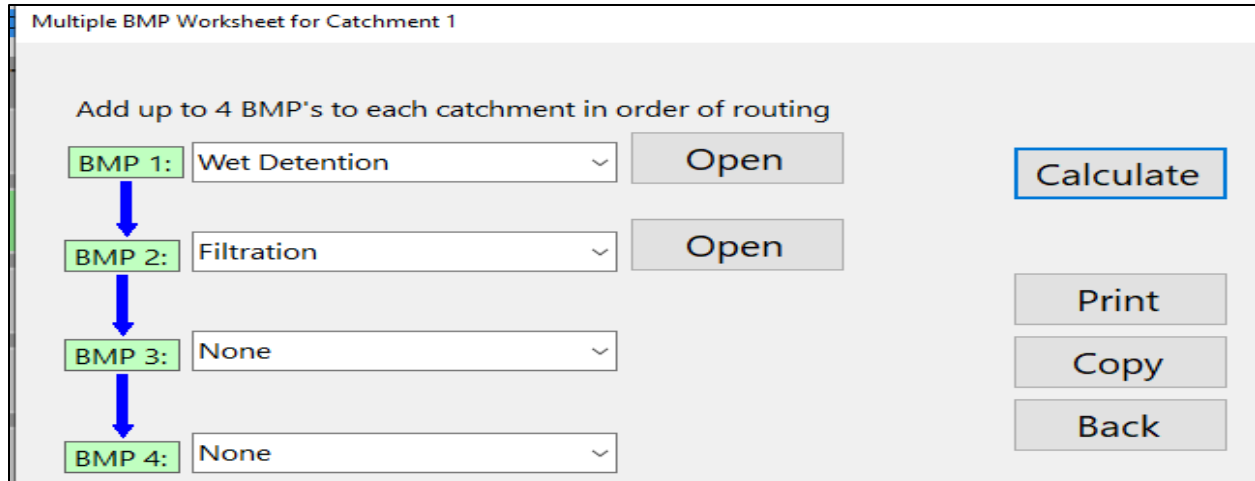 Multiple BMP Worksheet for Catchment 1
Add up to 4 BMP's to each catchment in order of routing
BMP 1: Wet Detention Open
Calculate
BMP 2: Filtration Open
Print
BMP 3: None
Copy
Back
BMP 4: None